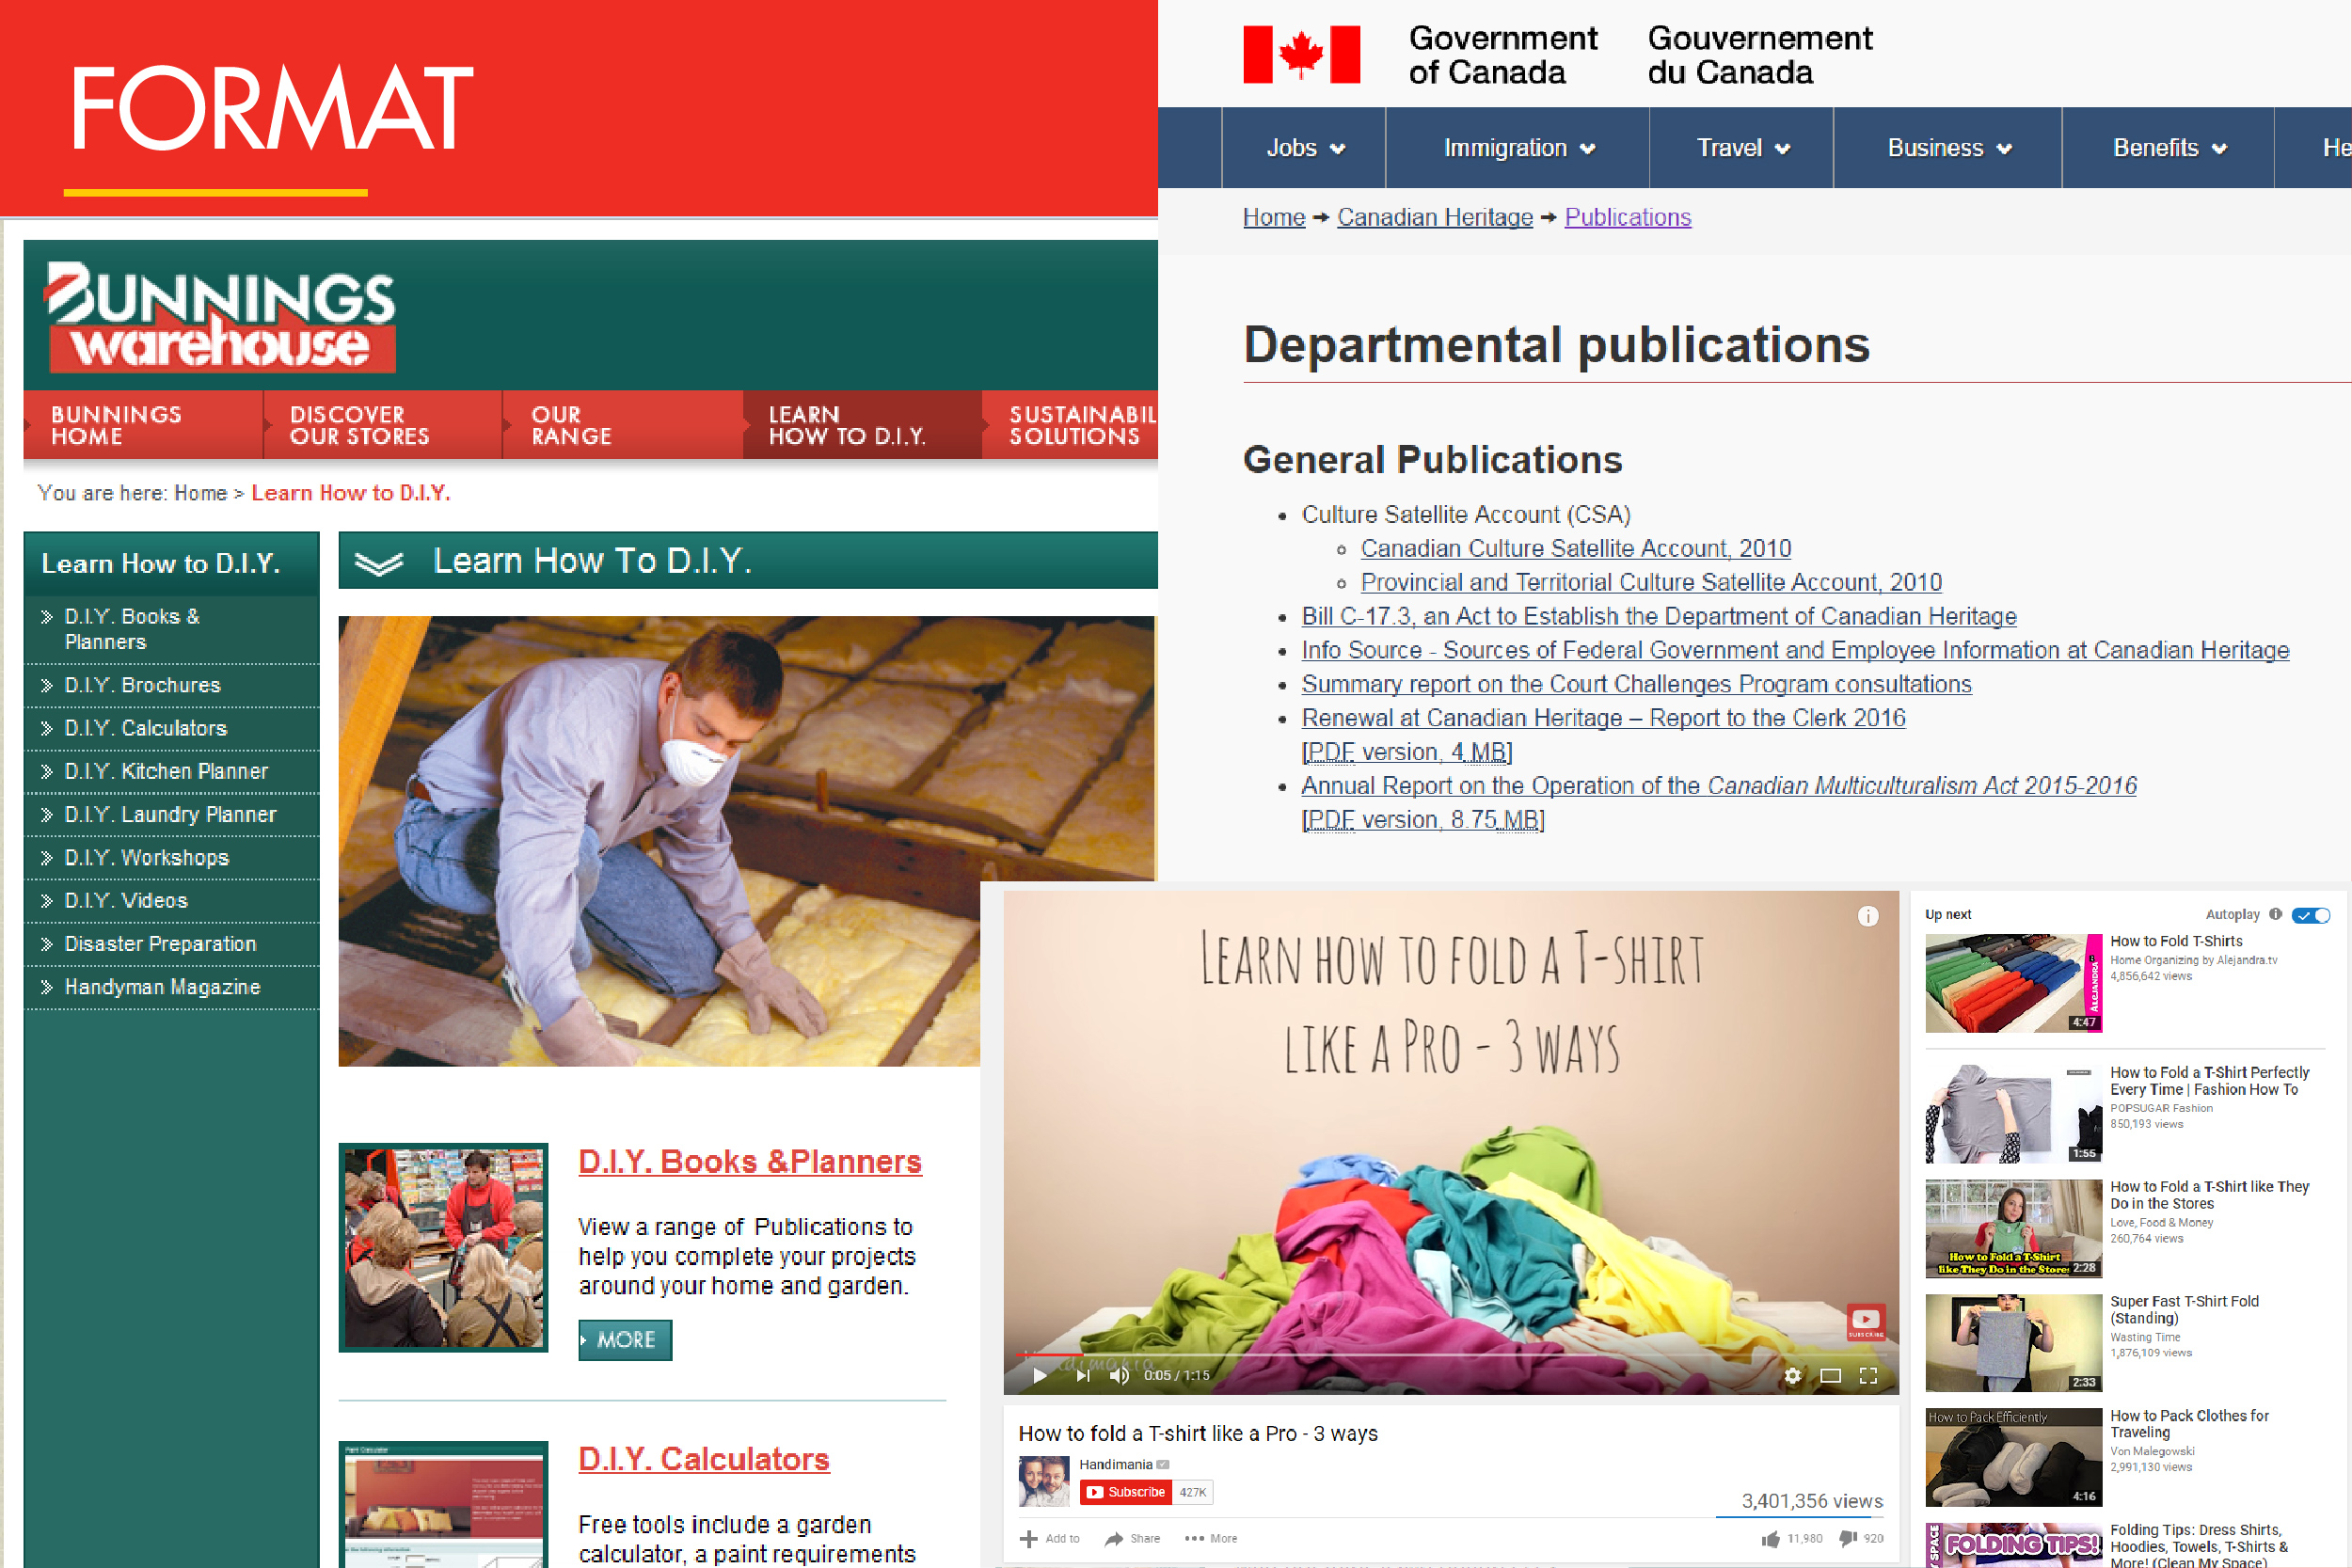 FORMAT
BUNNINGS
warehouse
BUNNINGS
HOME
DISCOVER
OUR STORES
OUR
RANGE
LEARN
HOW TO D.I.Y.
SUSTAINABIL
SOLUTIONS
You are here: Home > Learn How to D.I.Y.
Learn How to D.I.Y.
D.I.Y. Books &
Planners
D.I.Y. Brochures
D.I.Y. Calculators
D.I.Y. Kitchen Planner
D.I.Y. Laundry Planner
D.I.Y. Workshops
D.I.Y. Videos
Disaster Preparation
Handyman Magazine
Learn How To D.I.Y.
D.I.Y. Books &Planners
View a range of Publications to
help you complete your projects
around your home and garden.
MORE
D.I.Y. Calculators
Free tools include a garden
calculator, a paint requirements
Government
of Canada
Gouvernement
du Canada
Jobs
Immigration
Travel
Business
Benefits
He
Home → Canadian Heritage → Publications
Departmental publications
General Publications
• Culture Satellite Account (CSA)
Canadian Culture Satellite Account, 2010
Provincial and Territorial Culture Satellite Account, 2010
• Bill C-17.3, an Act to Establish the Department of Canadian Heritage
• Info Source - Sources of Federal Government and Employee Information at Canadian Heritage
• Summary report on the Court Challenges Program consultations
• Renewal at Canadian Heritage – Report to the Clerk 2016
[PDF version, 4 MB]
• Annual Report on the Operation of the Canadian Multiculturalism Act 2015-2016
[PDF version, 8.75 MB]
LEARN HOW TO FOLD A T-SHIRT
LIKE A PRO - 3 WAYS
SUBSCRIBE
0:05 / 1:15
How to fold a T-shirt like a Pro - 3 ways
Handimania
Subscribe 427K
3,401,356 views
Add to
Share
More
11,980
920
Up next
Autoplay
ALEJANDRA
4:47
How to Fold T-Shirts
Home Organizing by Alejandra.tv
4,856,642 views
1:55
How to Fold a T-Shirt Perfectly
Every Time | Fashion How To
POPSUGAR Fashion
850,193 views
How to Fold a T-Shirt
like They Do in the Stores
2:28
How to Fold a T-Shirt like They
Do in the Stores
Love, Food & Money
260,764 views
2:33
Super Fast T-Shirt Fold
(Standing)
Wasting Time
1,876,109 views
How to Pack Efficiently
4:16
How to Pack Clothes for
Traveling
Von Malegowski
2,991,130 views
SPACE
FOLDING TIPS!
Folding Tips: Dress Shirts,
Hoodies, Towels, T-Shirts &
More! (Clean My Space)